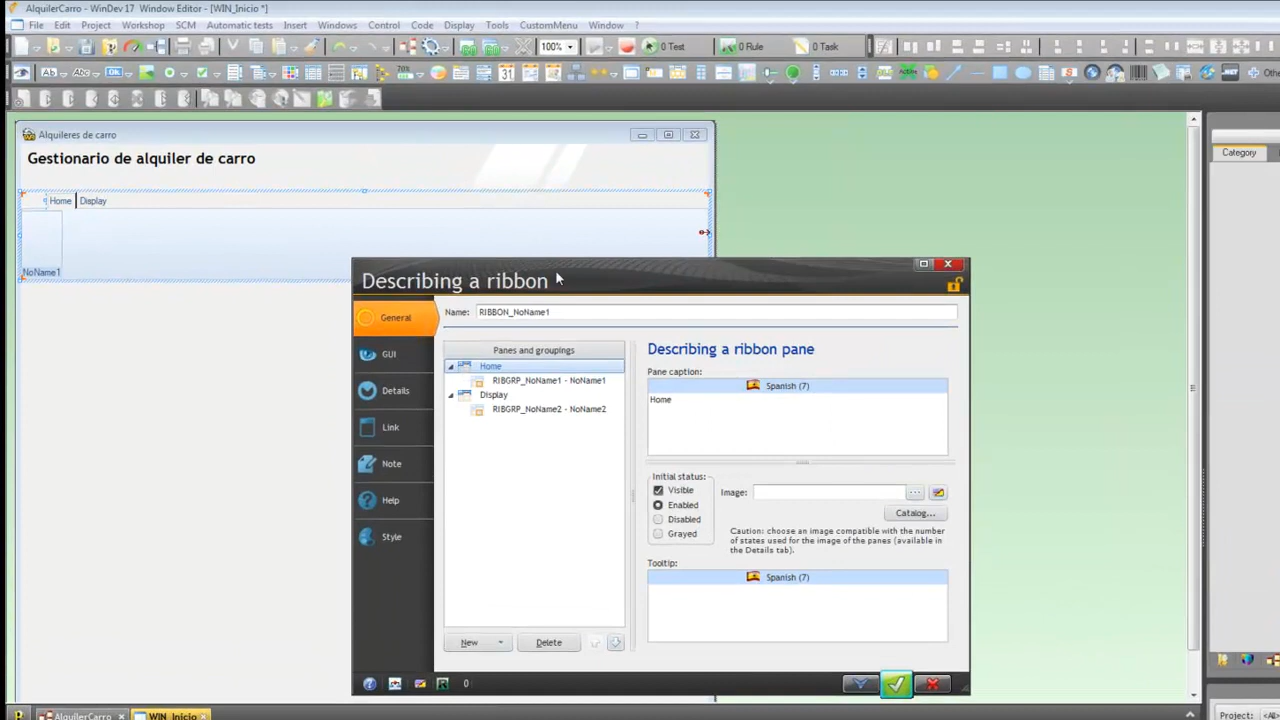 AlquilerCarro - WinDev 17 Window Editor - [WIN_Inicio *]
File Edit Project Workshop SCM Automatic tests Insert Windows Control Code Display Tools CustomMenu Window ?
100% 0 Test 0 Rule 0 Task
Alquileres de carro
Gestionario de alquiler de carro
Category
Home Display
NoName1
Describing a ribbon
General
Name: RIBBON_NoName1
Panes and groupings
Describing a ribbon pane
GUI
Home
RIBGRP_NoName1 - NoName1
Display
RIBGRP_NoName2 - NoName2
Pane caption:
Spanish (7)
Home
Details
Link
Note
Help
Style
Initial status:
Visible
Enabled
Disabled
Grayed
Image:
Catalog...
Caution: choose an image compatible with the number
of states used for the image of the panes (available in
the Details tab).
Tooltip:
Spanish (7)
New
Delete
0
AlquilerCarro WIN_Inicio
Project: